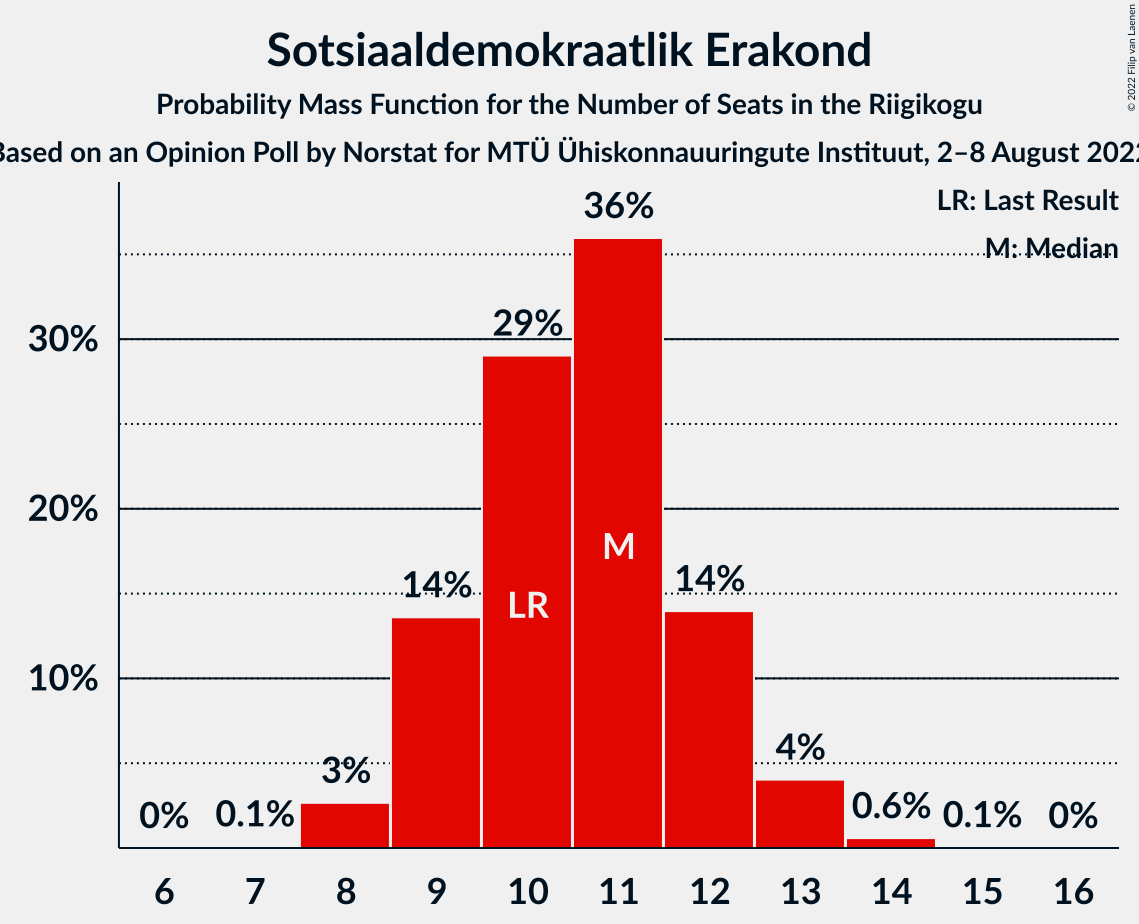 Sotsiaaldemokraatlik Erakond
Probability Mass Function for the Number of Seats in the Riigikogu
Based on an Opinion Poll by Norstat for MTÜ Ühiskonnauuringute Instituut, 2–8 August 2022
© 2022 Filip van Laenen
LR: Last Result
M: Median
30%
20%
10%
0%
0.1%
3%
14%
29%
36%
14%
4%
0.6%
0.1%
0%
LR
M
6 7 8 9 10 11 12 13 14 15 16